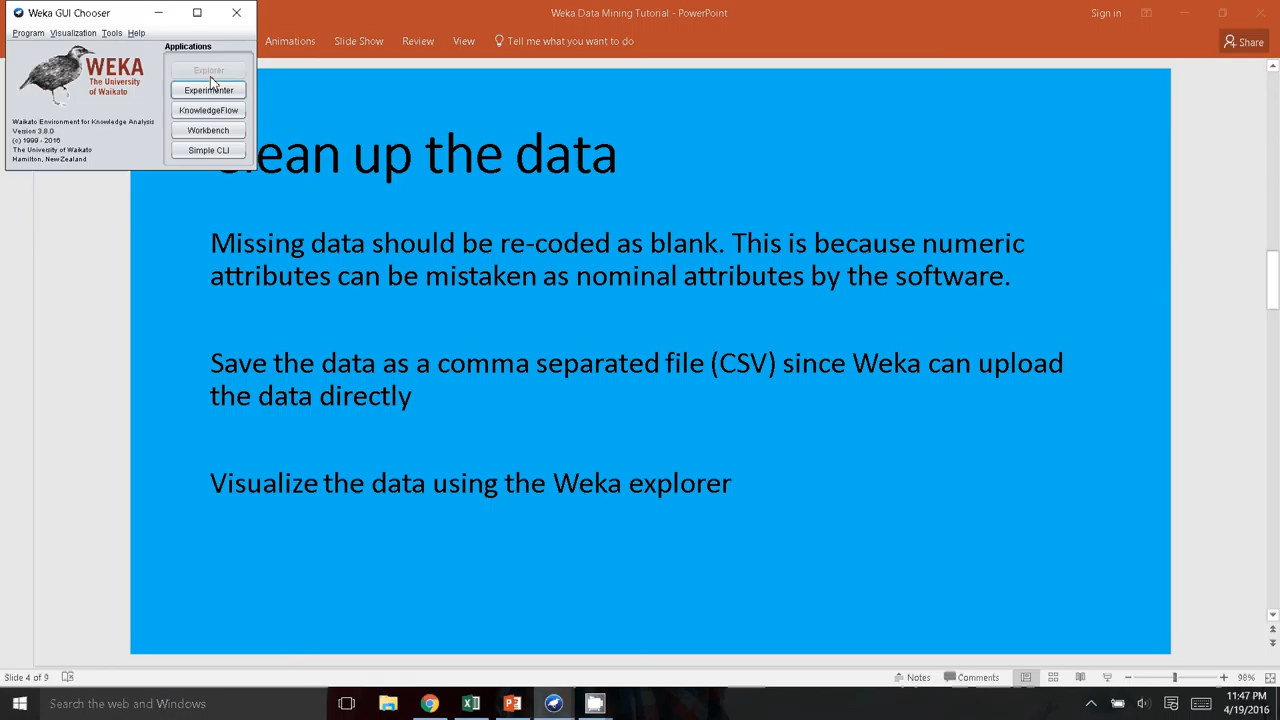 Weka GUI Chooser
Program Visualization Tools Help
WEKA
The University
of Waikato
Waikato Environment for Knowledge Analysis
Version 3.8.0
(c) 1999 - 2016
The University of Waikato
Hamilton, New Zealand
Applications
Explorer
Experimenter
KnowledgeFlow
Workbench
Simple CLI
Weka Data Mining Tutorial - PowerPoint
Sign in
Animations Slide Show Review View Tell me what you want to do
Share
Clean up the data
Missing data should be re-coded as blank. This is because numeric
attributes can be mistaken as nominal attributes by the software.
Save the data as a comma separated file (CSV) since Weka can upload
the data directly
Visualize the data using the Weka explorer
Slide 4 of 9
Notes Comments
98%
Search the web and Windows
11:47 PM
4/19/2016